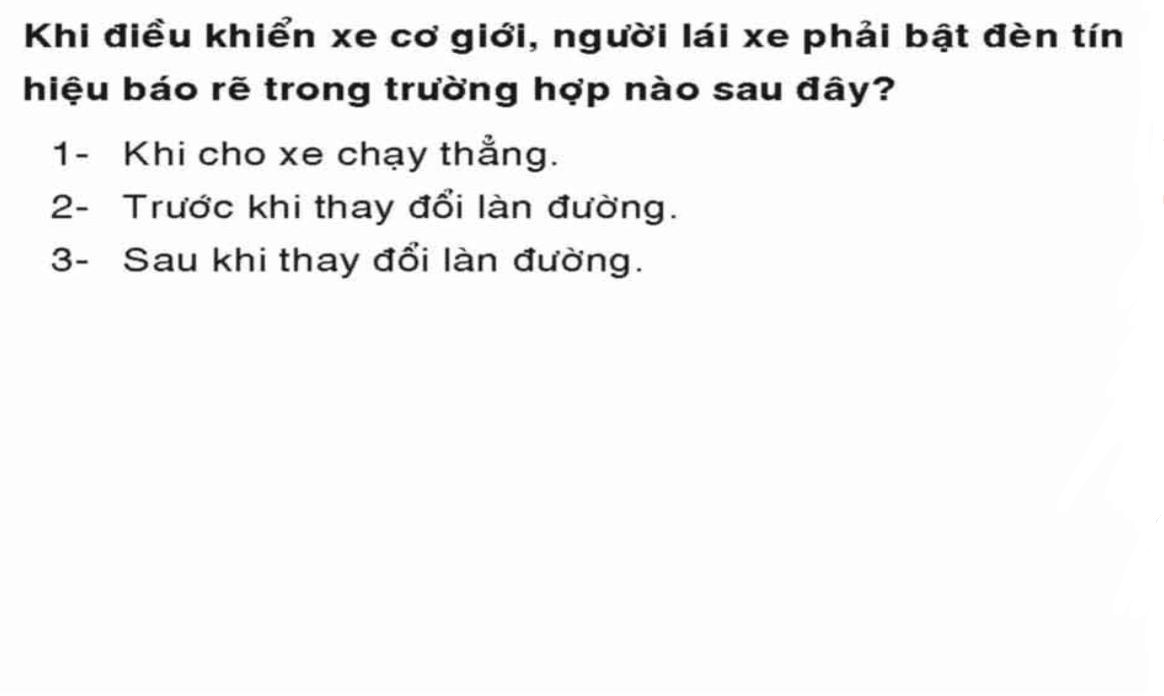 Khi điều khiển xe cơ giới, người lái xe phải bật đèn tín
hiệu báo rẽ trong trường hợp nào sau đây?
1- Khi cho xe chạy thẳng.
2- Trước khi thay đổi làn đường.
3- Sau khi thay đổi làn đường.